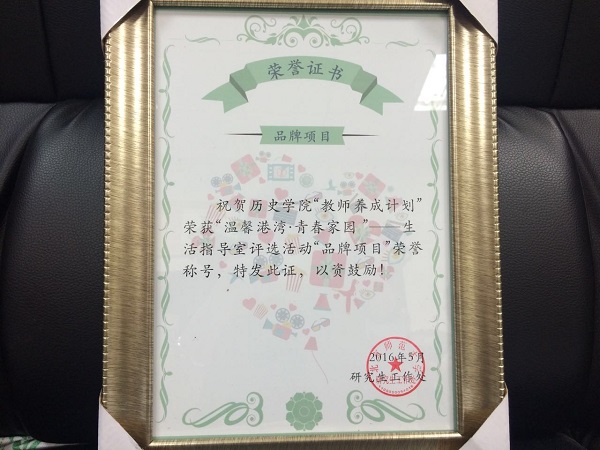 荣誉证书
品牌项目
祝贺历史学院“教师养成计划”
荣获“温馨港湾·青春家园”——生
活指导室评选活动“品牌项目”荣誉
称号，特发此证，以资鼓励！
2016年5月
研究生工作处